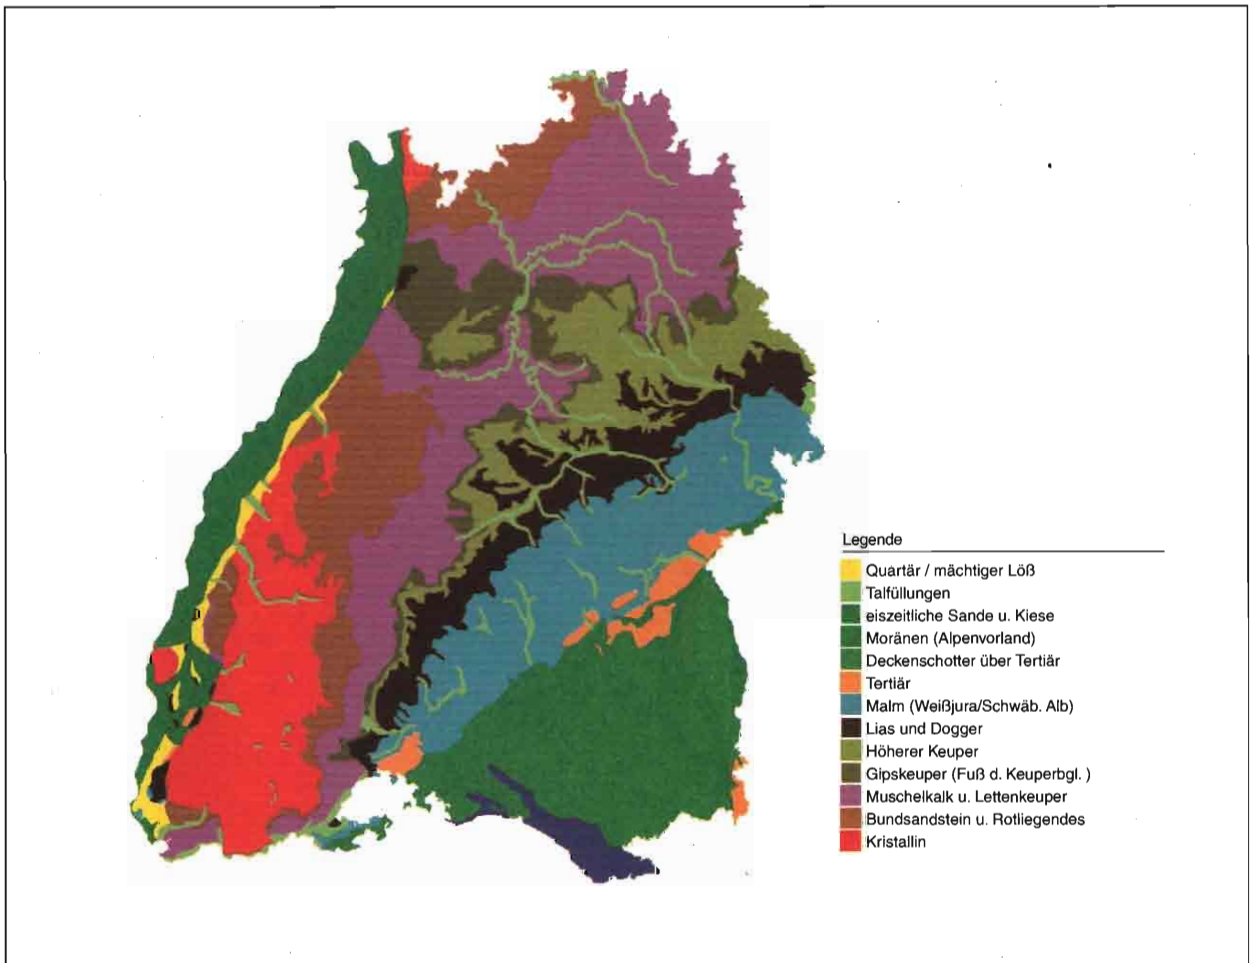 Legende
Quartär / mächtiger Löß
Talfüllungen
eiszeitliche Sande u. Kiese
Moränen (Alpenvorland)
Deckenschotter über Tertiär
Tertiär
Malm (Weißjura/Schwäb. Alb)
Lias und Dogger
Höherer Keuper
Gipskeuper (Fuß d. Keuperbgl. )
Muschelkalk u. Lettenkeuper
Bundsandstein u. Rotliegendes
Kristallin